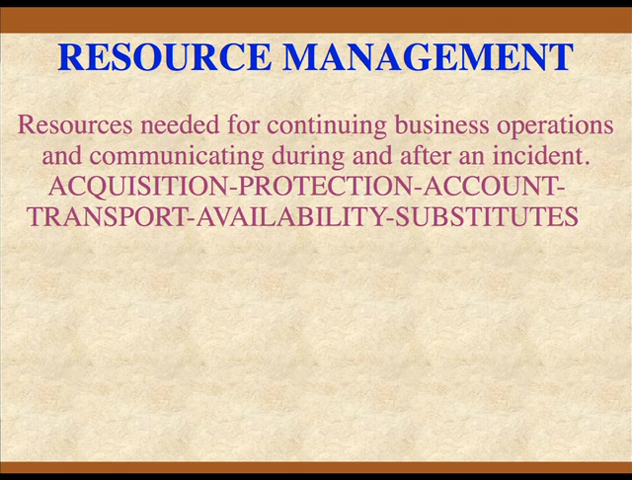 RESOURCE MANAGEMENT
Resources needed for continuing business operations
and communicating during and after an incident.
ACQUISITION-PROTECTION-ACCOUNT-
TRANSPORT-AVAILABILITY-SUBSTITUTES